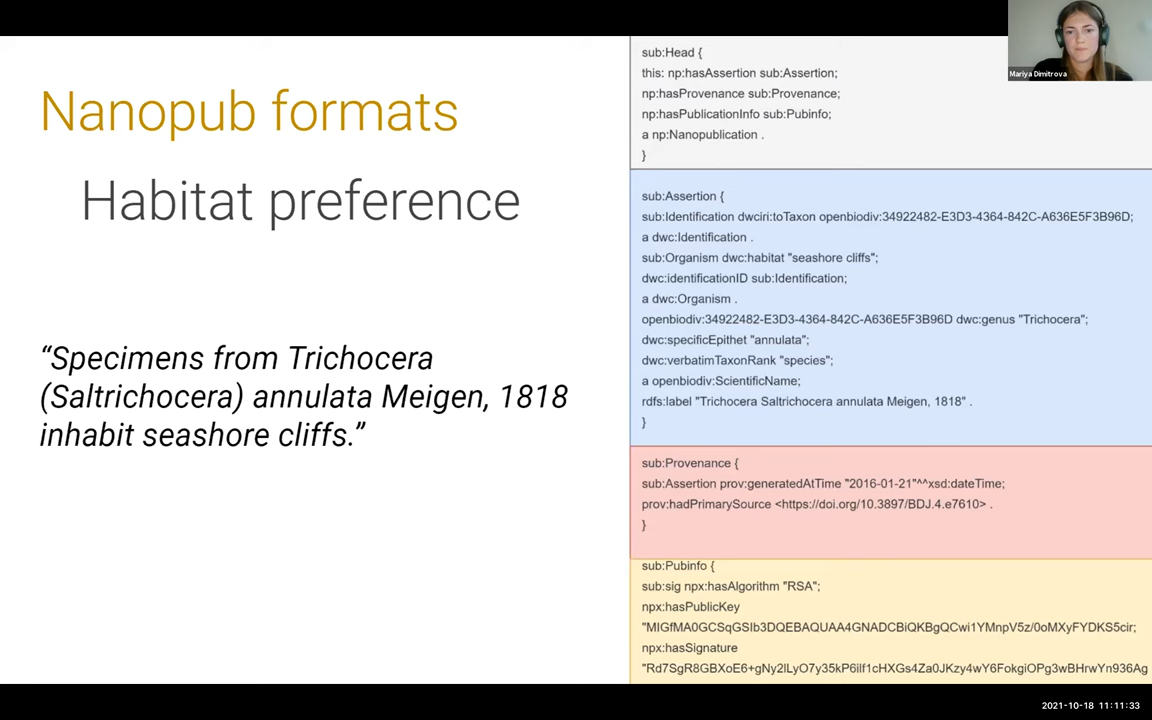 Nanopub formats
Habitat preference
“Specimens from Trichocera
(Saltrichocera) annulata Meigen, 1818
inhabit seashore cliffs.”
sub:Head {
this: np:hasAssertion sub:Assertion;
np:hasProvenance sub:Provenance;
np:hasPublicationInfo sub:Pubinfo;
a np:Nanopublication .
}
sub:Assertion {
sub:Identification dwciri:toTaxon openbiodiv:34922482-E3D3-4364-842C-A636E5F3B96D;
a dwc:Identification .
sub:Organism dwc:habitat "seashore cliffs";
dwc:identificationID sub:Identification;
a dwc:Organism .
openbiodiv:34922482-E3D3-4364-842C-A636E5F3B96D dwc:genus "Trichocera";
dwc:specificEpithet "annulata";
dwc:verbatimTaxonRank "species";
a openbiodiv:ScientificName;
rdfs:label "Trichocera Saltrichocera annulata Meigen, 1818" .
}
sub:Provenance {
sub:Assertion prov:generatedAtTime "2016-01-21"^^xsd:dateTime;
prov:hadPrimarySource <https://doi.org/10.3897/BDJ.4.e7610> .
}
sub:Pubinfo {
sub:sig npx:hasAlgorithm "RSA";
npx:hasPublicKey
"MIGfMA0GCSqGSIb3DQEBAQUAA4GNADCBiQKBgQCwi1YMnpV5z/0oMXyFYDKS5cir;
npx:hasSignature
"Rd7SgR8GBXoE6+gNy2lLyO7y35kP6ilf1cHXGs4Za0JKzy4wY6FokgiOPg3wBHrwYn936Ag
Mariya Dimitrova
2021-10-18 11:11:33